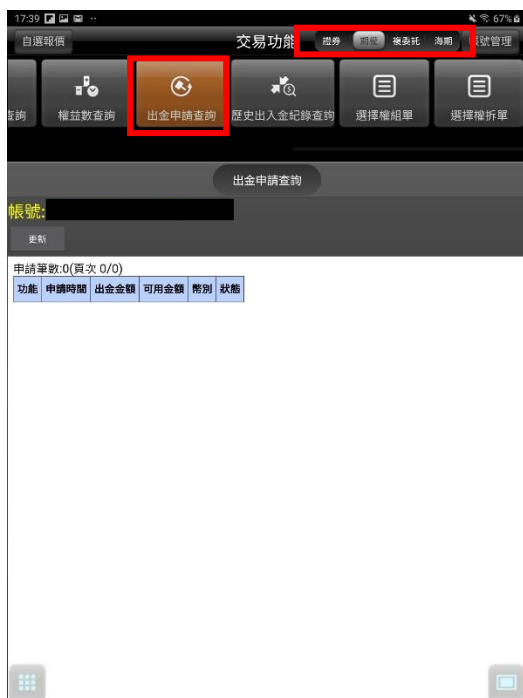 17:39 67%
自選報價 交易功能 證券 期權 複委託 海期 帳號管理
查詢 權益數查詢 出金申請查詢 歷史出入金紀錄查詢 選擇權組單 選擇權拆單
出金申請查詢
帳號:
更新
申請筆數:0(頁次 0/0)
功能 申請時間 出金金額 可用金額 幣別 狀態